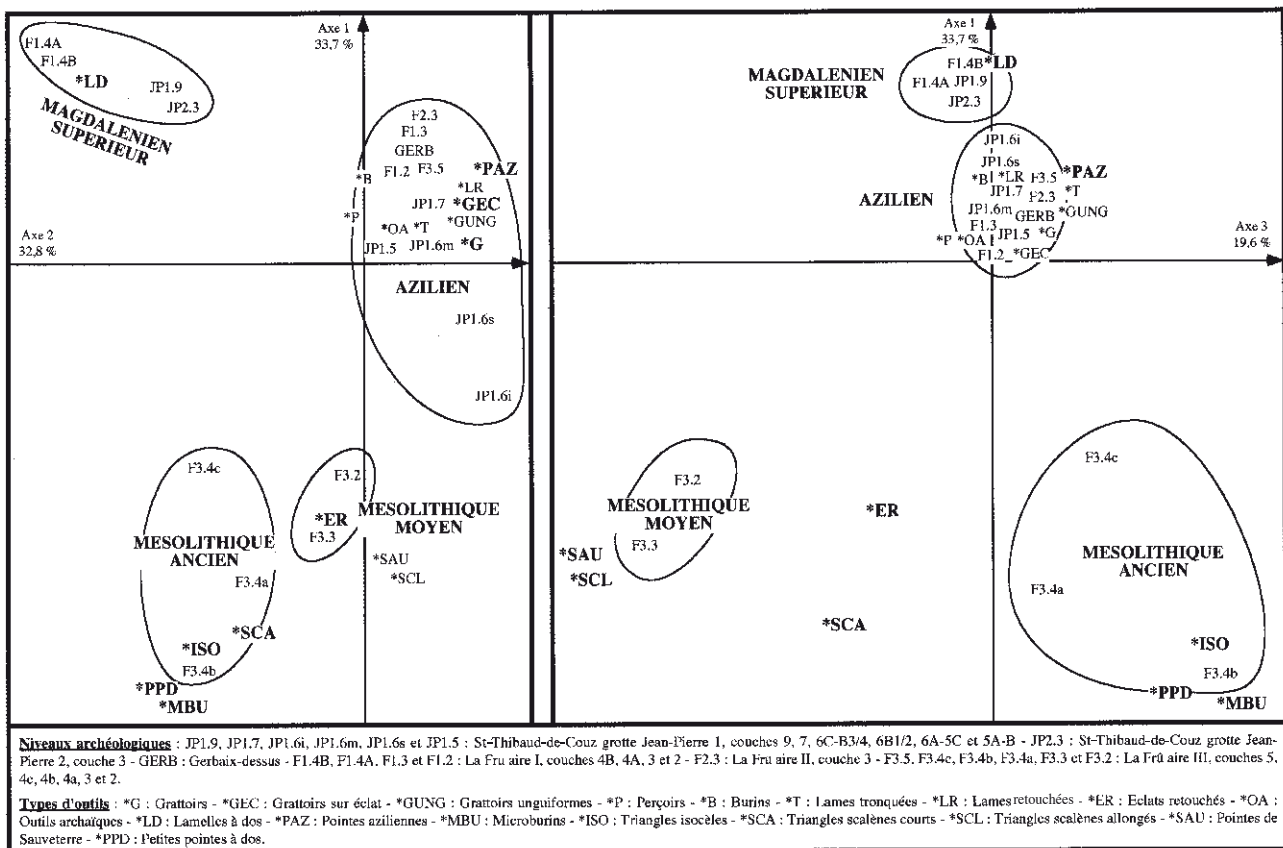 Axe 1
33,7 %
F1.4A
F1.4B
*LD
JP1.9
JP2.3
MAGDALENIEN
SUPERIEUR
F2.3
F1.3
GERB
F1.2
F3.5
*PAZ
*B
*LR
JP1.7
*GEC
*P
*GUNG
*OA
*T
JP1.5
JP1.6m
*G
Axe 2
32,8 %
AZILIEN
JP1.6s
JP1.6i
F3.4c
F3.2
*ER
F3.3
MESOLITHIQUE
MOYEN
MESOLITHIQUE
ANCIEN
*SAU
*SCL
F3.4a
*SCA
*ISO
F3.4b
*PPD
*MBU
Axe 1
33,7 %
F1.4B
*LD
F1.4A
JP1.9
JP2.3
MAGDALENIEN
SUPERIEUR
JP1.6i
JP1.6s
*B
*LR
F3.5
*PAZ
JP1.7
F2.3
*T
AZILIEN
JP1.6m
GERB
*GUNG
F1.3
*P
*OA
JP1.5
*G
F1.2
*GEC
Axe 3
19,6 %
F3.2
MESOLITHIQUE
MOYEN
F3.3
*SAU
*SCL
*ER
*SCA
F3.4c
MESOLITHIQUE
ANCIEN
F3.4a
*ISO
F3.4b
*PPD
*MBU
Niveaux archéologiques : JP1.9, JP1.7, JP1.6i, JP1.6m, JP1.6s et JP1.5 : St-Thibaud-de-Couz grotte Jean-Pierre 1, couches 9, 7, 6C-B3/4, 6B1/2, 6A-5C et 5A-B - JP2.3 : St-Thibaud-de-Couz grotte Jean-
Pierre 2, couche 3 - GERB : Gerbaix-dessus - F1.4B, F1.4A, F1.3 et F1.2 : La Fru aire I, couches 4B, 4A, 3 et 2 - F2.3 : La Fru aire II, couche 3 - F3.5, F3.4c, F3.4b, F3.4a, F3.3 et F3.2 : La Frû aire III, couches 5,
4c, 4b, 4a, 3 et 2.
Types d'outils : *G : Grattoirs - *GEC : Grattoirs sur éclat - *GUNG : Grattoirs unguiformes - *P : Perçoirs - *B : Burins - *T : Lames tronquées - *LR : Lames retouchées - *ER : Eclats retouchés - *OA :
Outils archaïques - *LD : Lamelles à dos - *PAZ : Pointes aziliennes - *MBU : Microburins - *ISO : Triangles isocèles - *SCA : Triangles scalènes courts - *SCL : Triangles scalènes allongés - *SAU : Pointes de
Sauveterre - *PPD : Petites pointes à dos.